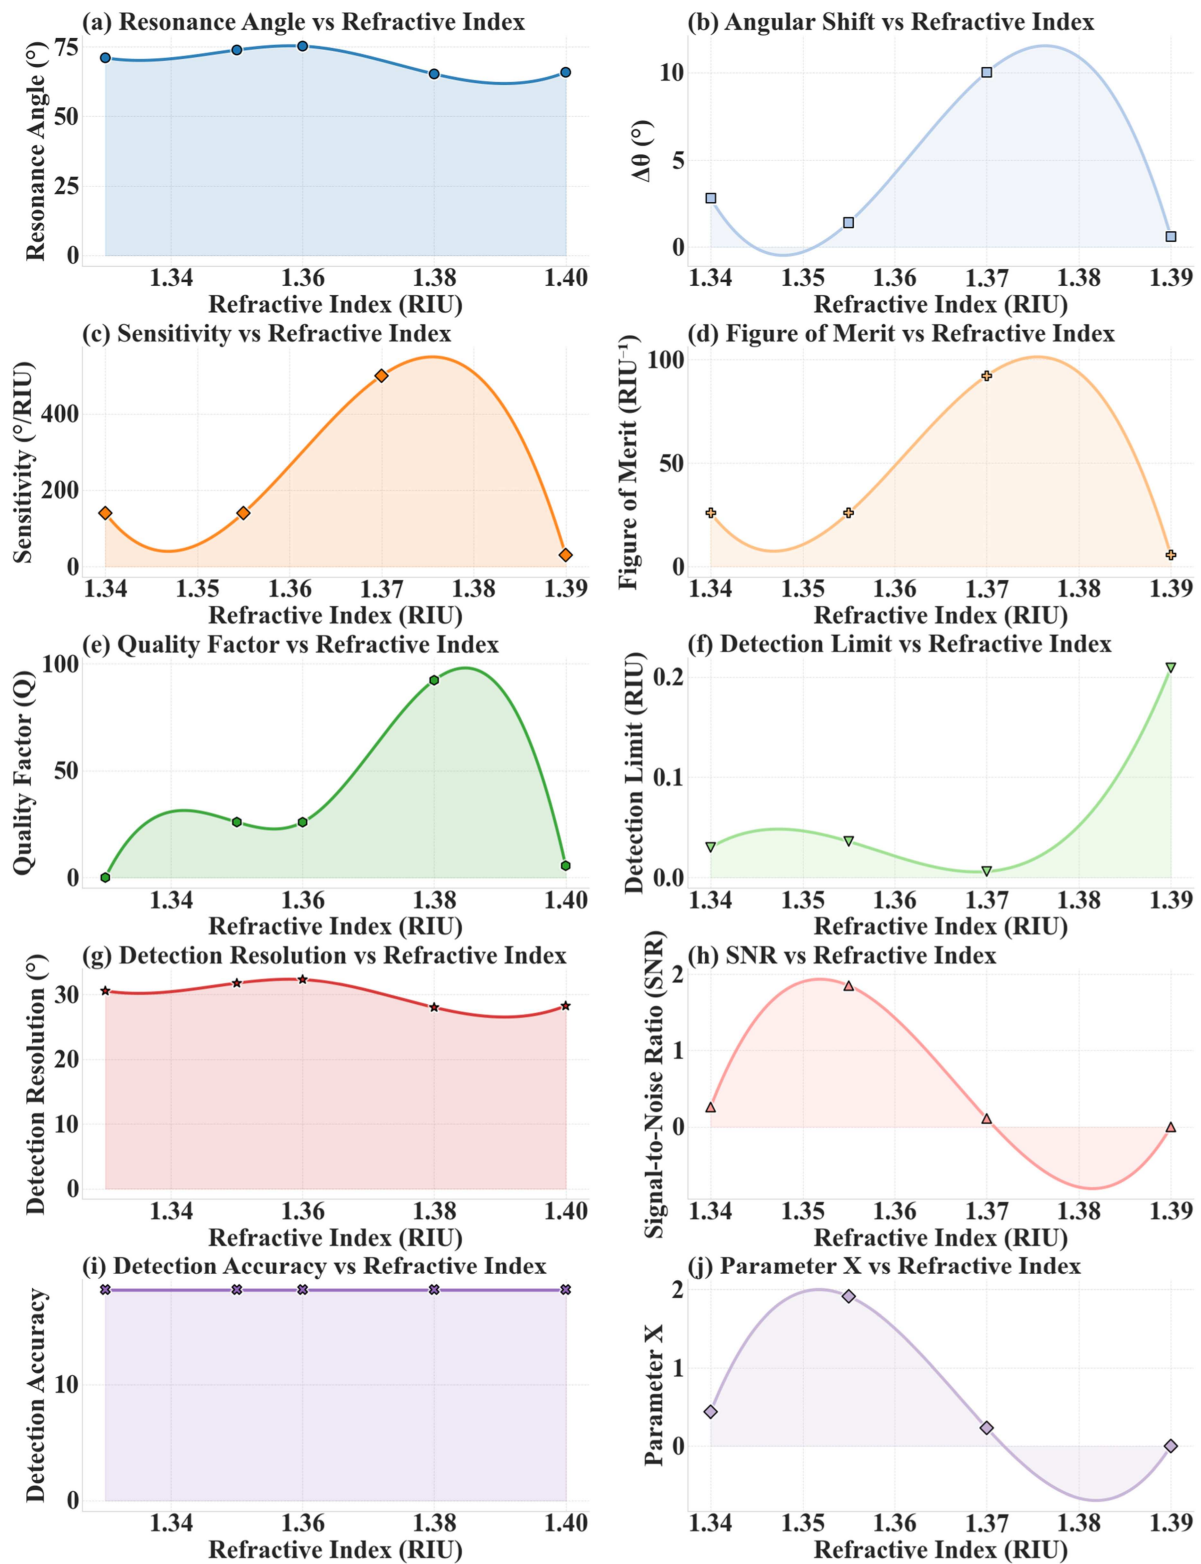 (a) Resonance Angle vs Refractive Index
Resonance Angle (°)
75
50
25
0
1.34
1.36
1.38
1.40
Refractive Index (RIU)
(b) Angular Shift vs Refractive Index
Δθ (°)
10
5
0
1.34
1.35
1.36
1.37
1.38
1.39
Refractive Index (RIU)
(c) Sensitivity vs Refractive Index
Sensitivity (°/RIU)
400
200
0
1.34
1.35
1.36
1.37
1.38
1.39
Refractive Index (RIU)
(d) Figure of Merit vs Refractive Index
Figure of Merit (RIU⁻¹)
100
50
0
1.34
1.35
1.36
1.37
1.38
1.39
Refractive Index (RIU)
(e) Quality Factor vs Refractive Index
Quality Factor (Q)
100
50
0
1.34
1.36
1.38
1.40
Refractive Index (RIU)
(f) Detection Limit vs Refractive Index
Detection Limit (RIU)
0.2
0.1
0.0
1.34
1.35
1.36
1.37
1.38
1.39
Refractive Index (RIU)
(g) Detection Resolution vs Refractive Index
Detection Resolution (°)
30
20
10
0
1.34
1.36
1.38
1.40
Refractive Index (RIU)
(h) SNR vs Refractive Index
Signal-to-Noise Ratio (SNR)
2
1
0
1.34
1.35
1.36
1.37
1.38
1.39
Refractive Index (RIU)
(i) Detection Accuracy vs Refractive Index
Detection Accuracy
10
0
1.34
1.36
1.38
1.40
Refractive Index (RIU)
(j) Parameter X vs Refractive Index
Parameter X
2
1
0
1.34
1.35
1.36
1.37
1.38
1.39
Refractive Index (RIU)